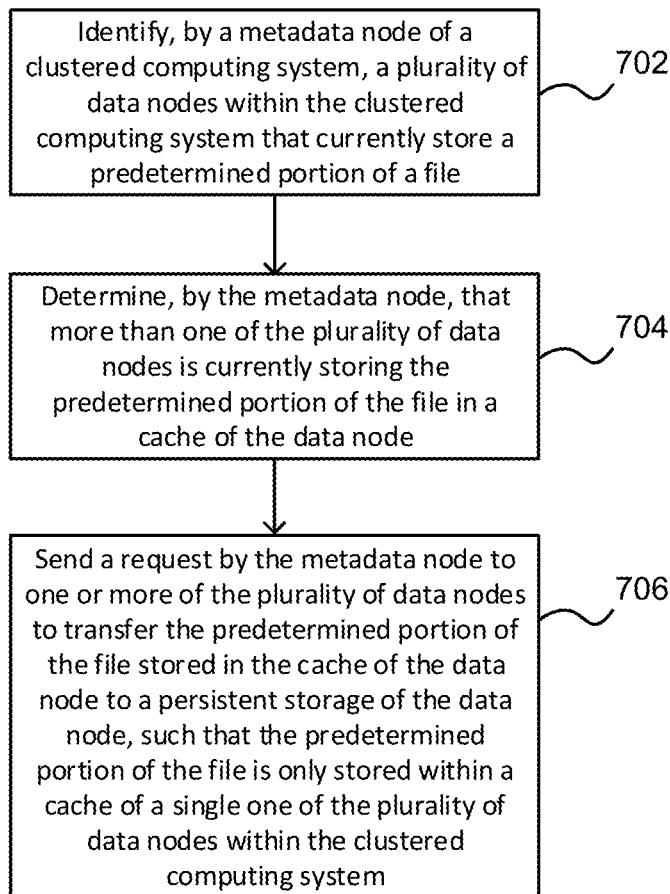 Identify, by a metadata node of a
clustered computing system, a plurality of
data nodes within the clustered
computing system that currently store a
predetermined portion of a file
702
Determine, by the metadata node, that
more than one of the plurality of data
nodes is currently storing the
predetermined portion of the file in a
cache of the data node
704
Send a request by the metadata node to
one or more of the plurality of data nodes
to transfer the predetermined portion of
the file stored in the cache of the data
node to a persistent storage of the data
node, such that the predetermined
portion of the file is only stored within a
cache of a single one of the plurality of
data nodes within the clustered
computing system
706